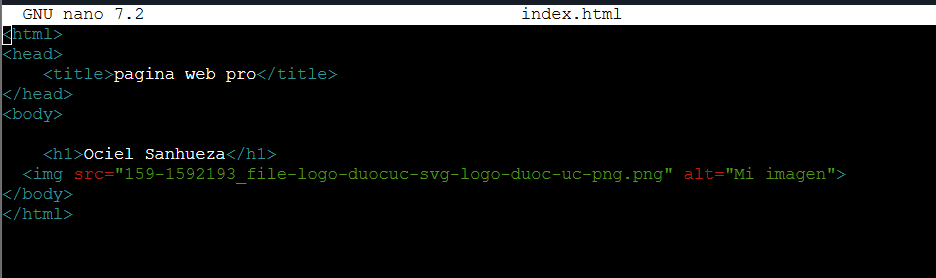 GNU nano 7.2 index.html
<html>
<head>
<title>pagina web pro</title>
</head>
<body>
<h1>Ociel Sanhueza</h1>
<img src="159-1592193_file-logo-duocuc-svg-logo-duoc-uc-png.png" alt="Mi imagen">
</body>
</html>